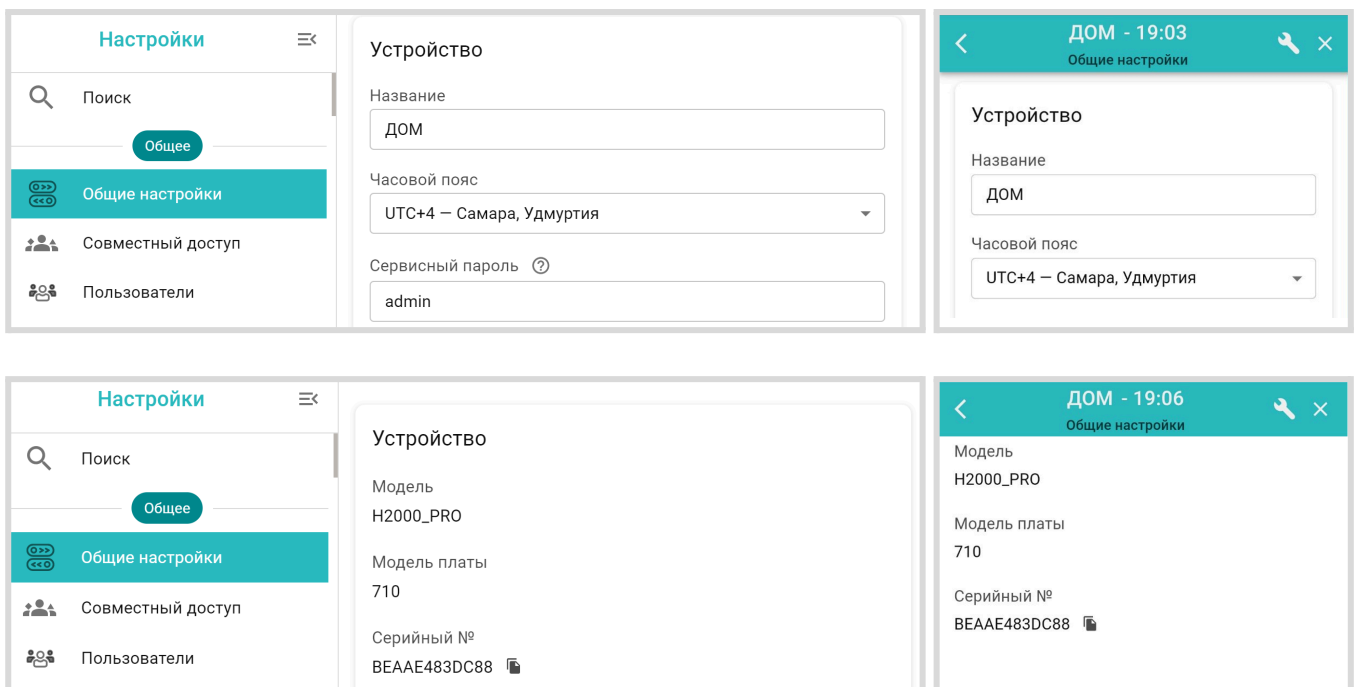 Настройки
Поиск
Общее
Общие настройки
Совместный доступ
Пользователи
Устройство
Название
ДОМ
Часовой пояс
UTC+4 — Самара, Удмуртия
Сервисный пароль
admin
ДОМ - 19:03
Общие настройки
Устройство
Название
ДОМ
Часовой пояс
UTC+4 — Самара, Удмуртия
Настройки
Поиск
Общее
Общие настройки
Совместный доступ
Пользователи
Устройство
Модель
H2000_PRO
Модель платы
710
Серийный №
BEAAE483DC88
ДОМ - 19:06
Общие настройки
Модель
H2000_PRO
Модель платы
710
Серийный №
BEAAE483DC88